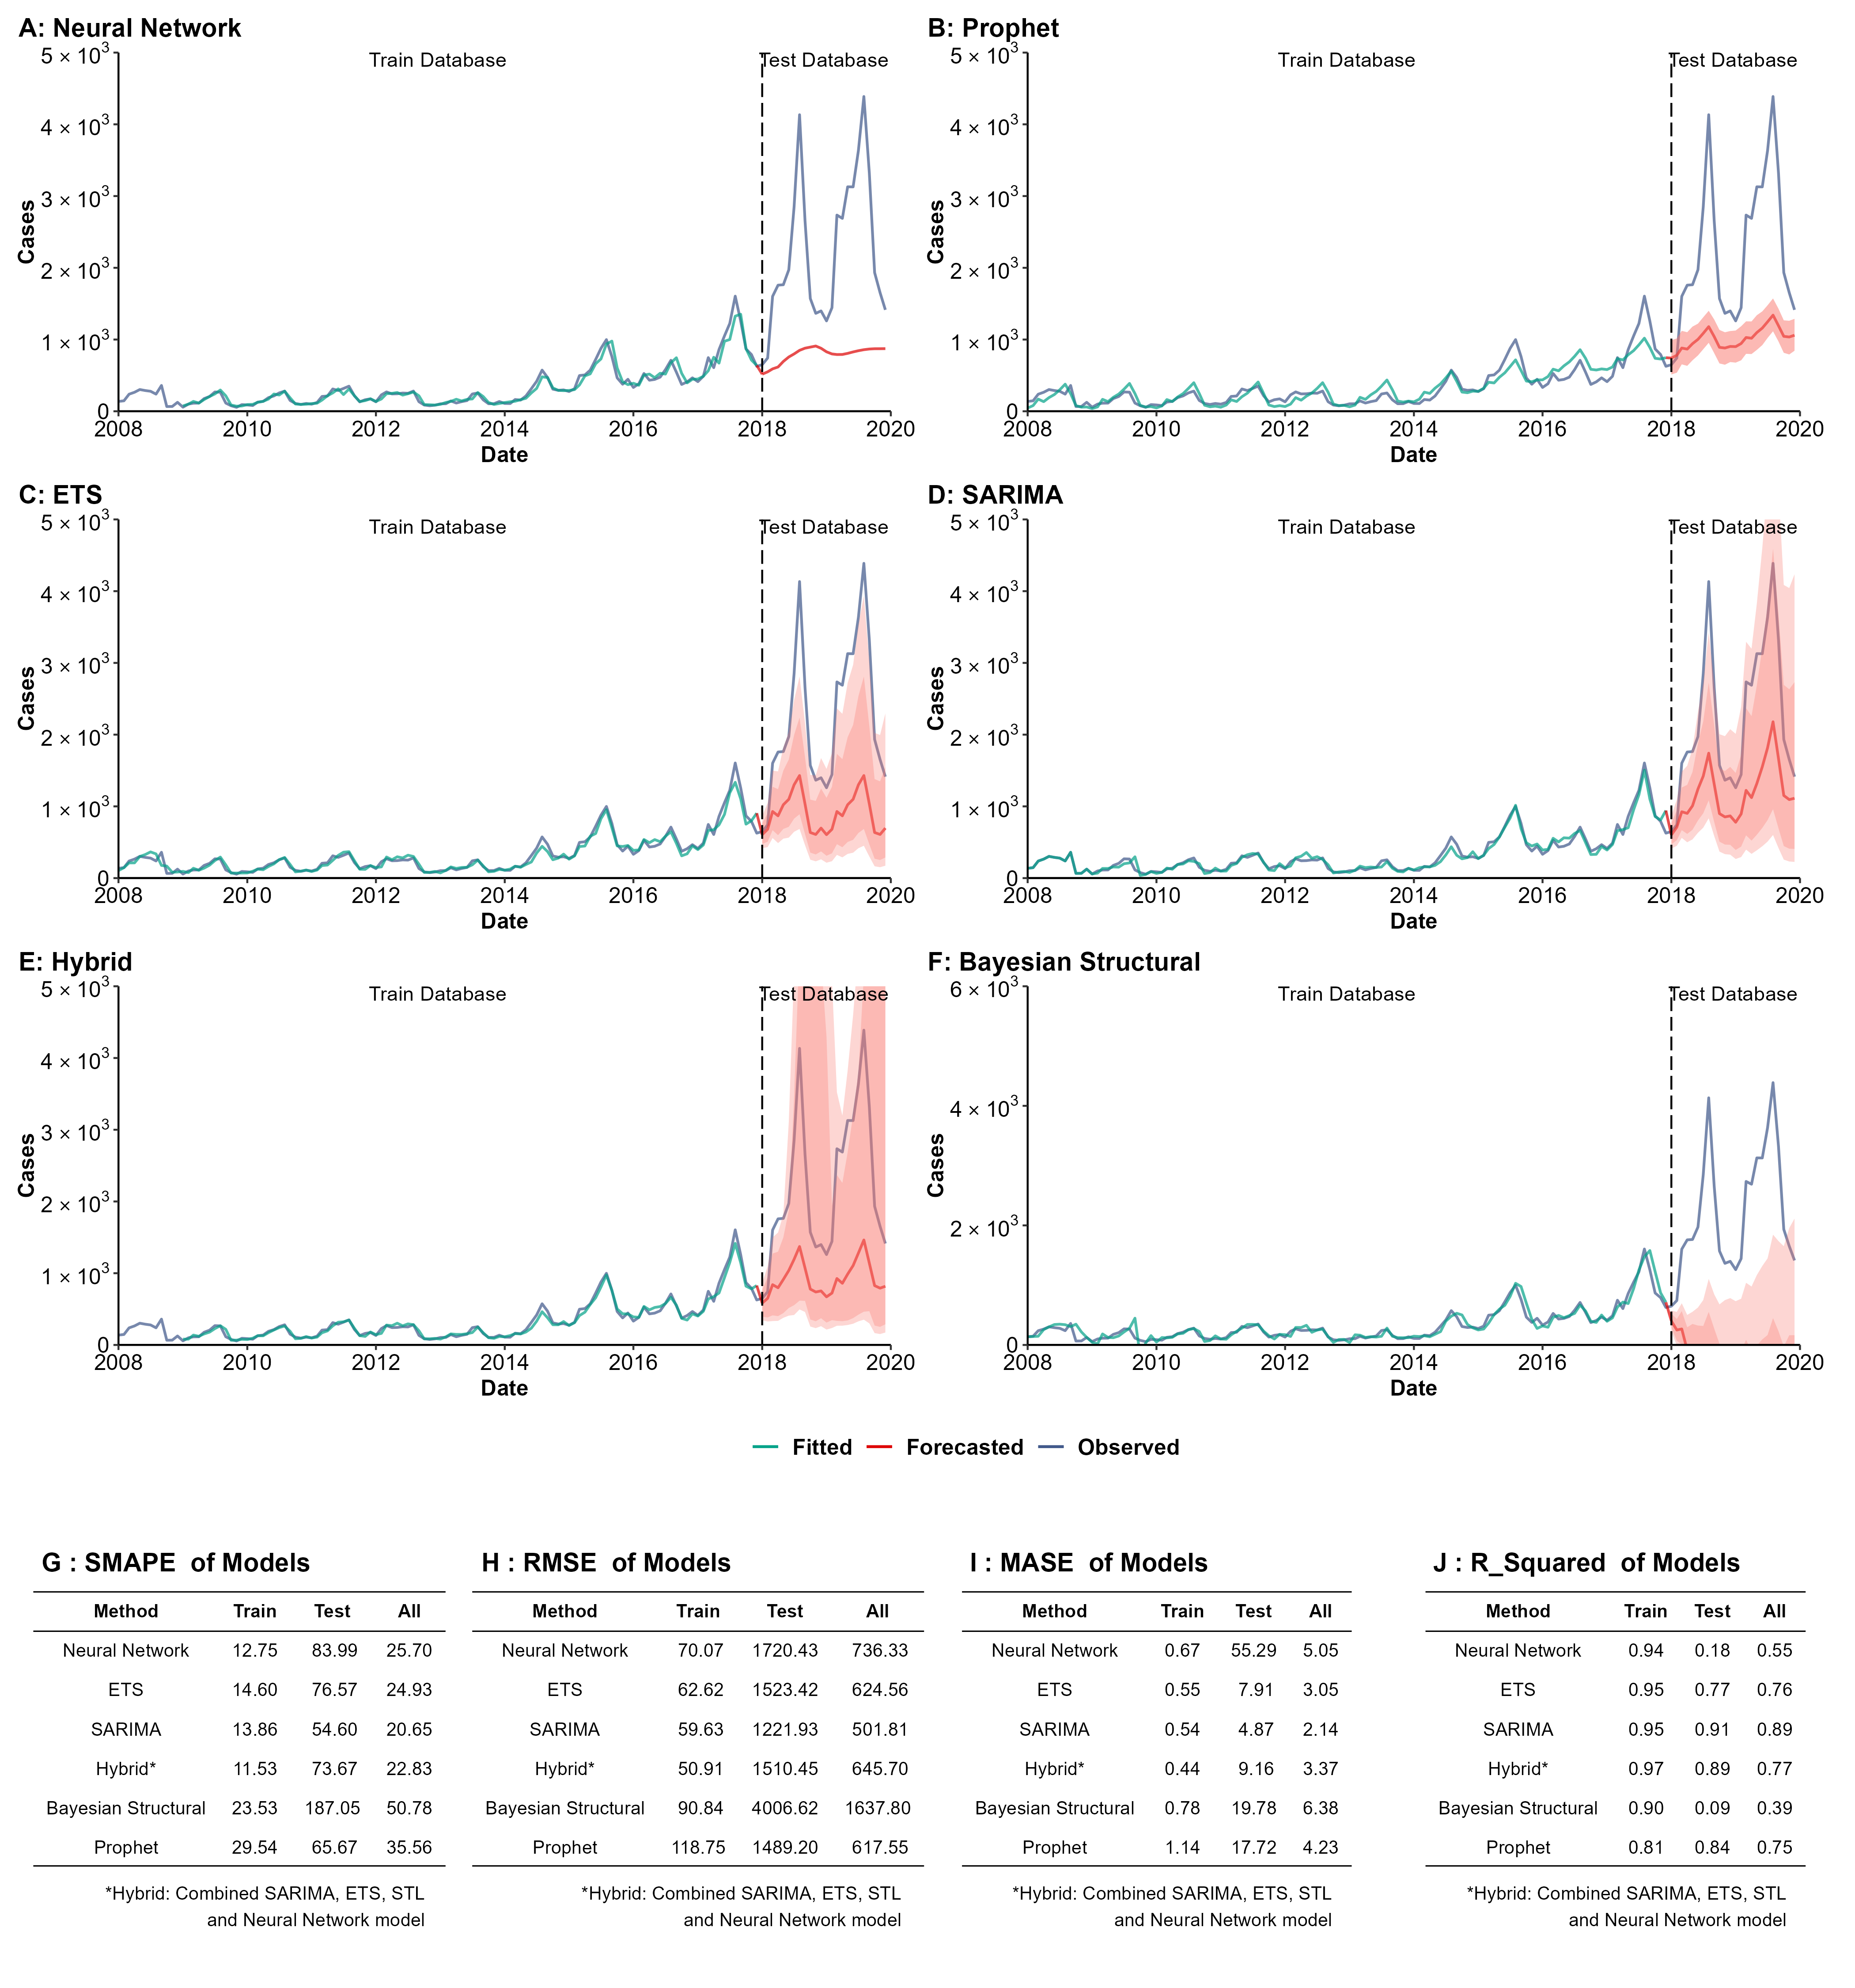 A: Neural Network
Train Database
Test Database
5 × 10³
4 × 10³
3 × 10³
2 × 10³
1 × 10³
0
Cases
2008 2010 2012 2014 2016 2018 2020
Date
B: Prophet
Train Database
Test Database
5 × 10³
4 × 10³
3 × 10³
2 × 10³
1 × 10³
0
Cases
2008 2010 2012 2014 2016 2018 2020
Date
C: ETS
Train Database
Test Database
5 × 10³
4 × 10³
3 × 10³
2 × 10³
1 × 10³
0
Cases
2008 2010 2012 2014 2016 2018 2020
Date
D: SARIMA
Train Database
Test Database
5 × 10³
4 × 10³
3 × 10³
2 × 10³
1 × 10³
0
Cases
2008 2010 2012 2014 2016 2018 2020
Date
E: Hybrid
Train Database
Test Database
5 × 10³
4 × 10³
3 × 10³
2 × 10³
1 × 10³
0
Cases
2008 2010 2012 2014 2016 2018 2020
Date
F: Bayesian Structural
Train Database
Test Database
6 × 10³
4 × 10³
2 × 10³
0
Cases
2008 2010 2012 2014 2016 2018 2020
Date
Fitted Forecasted Observed
G : SMAPE of Models
Method Train Test All
Neural Network 12.75 83.99 25.70
ETS 14.60 76.57 24.93
SARIMA 13.86 54.60 20.65
Hybrid* 11.53 73.67 22.83
Bayesian Structural 23.53 187.05 50.78
Prophet 29.54 65.67 35.56
*Hybrid: Combined SARIMA, ETS, STL
and Neural Network model
H : RMSE of Models
Method Train Test All
Neural Network 70.07 1720.43 736.33
ETS 62.62 1523.42 624.56
SARIMA 59.63 1221.93 501.81
Hybrid* 50.91 1510.45 645.70
Bayesian Structural 90.84 4006.62 1637.80
Prophet 118.75 1489.20 617.55
*Hybrid: Combined SARIMA, ETS, STL
and Neural Network model
I : MASE of Models
Method Train Test All
Neural Network 0.67 55.29 5.05
ETS 0.55 7.91 3.05
SARIMA 0.54 4.87 2.14
Hybrid* 0.44 9.16 3.37
Bayesian Structural 0.78 19.78 6.38
Prophet 1.14 17.72 4.23
*Hybrid: Combined SARIMA, ETS, STL
and Neural Network model
J : R_Squared of Models
Method Train Test All
Neural Network 0.94 0.18 0.55
ETS 0.95 0.77 0.76
SARIMA 0.95 0.91 0.89
Hybrid* 0.97 0.89 0.77
Bayesian Structural 0.90 0.09 0.39
Prophet 0.81 0.84 0.75
*Hybrid: Combined SARIMA, ETS, STL
and Neural Network model